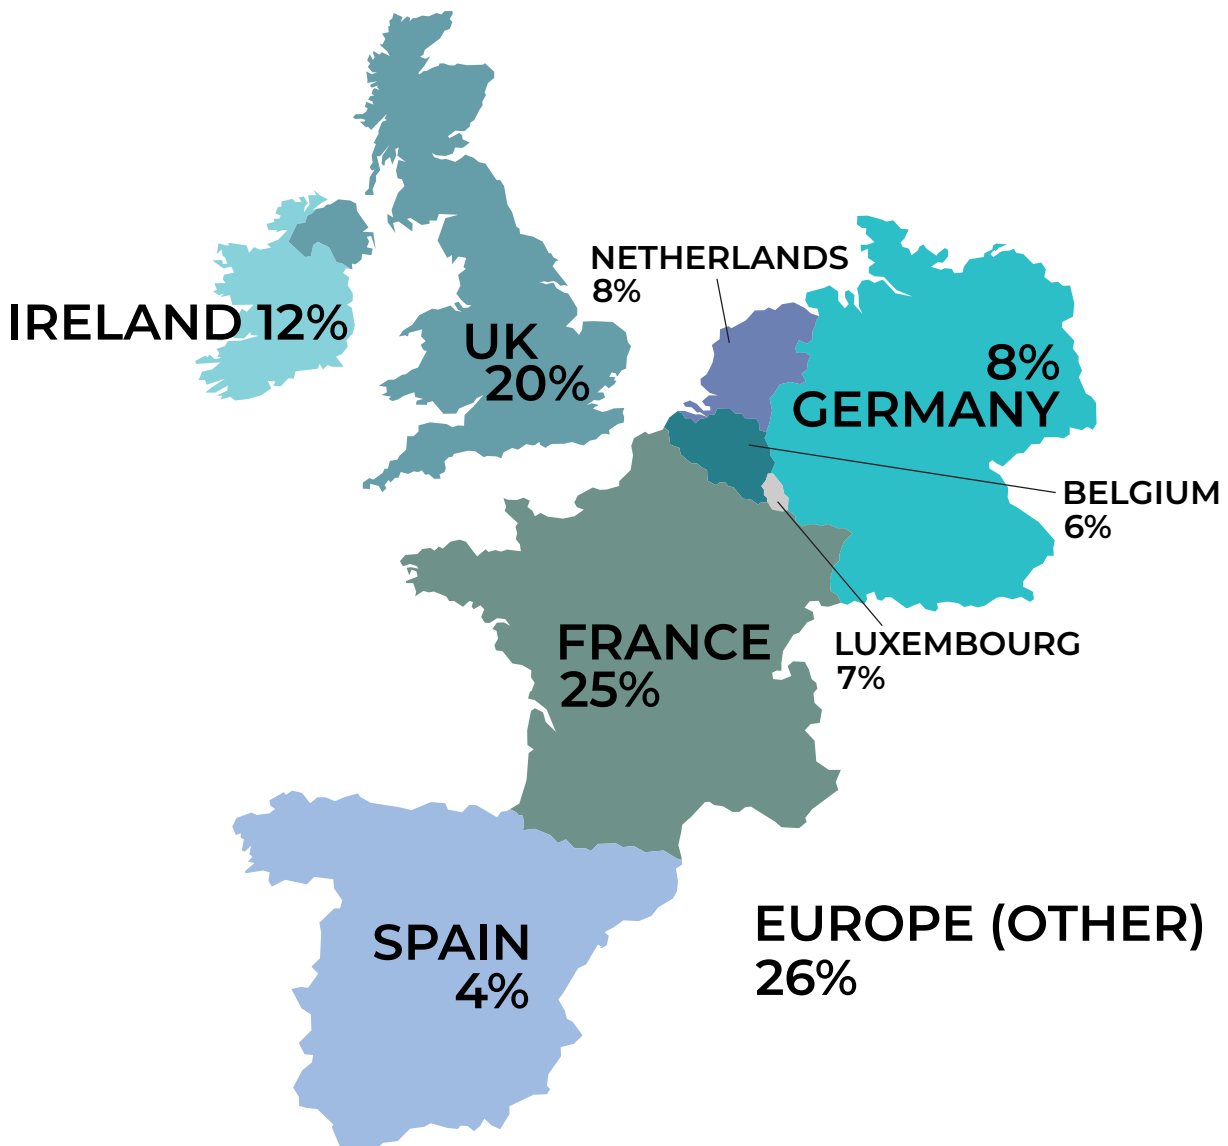 NETHERLANDS
8%
IRELAND 12%
UK
20%
8%
GERMANY
BELGIUM
6%
FRANCE
25%
LUXEMBOURG
7%
SPAIN
4%
EUROPE (OTHER)
26%